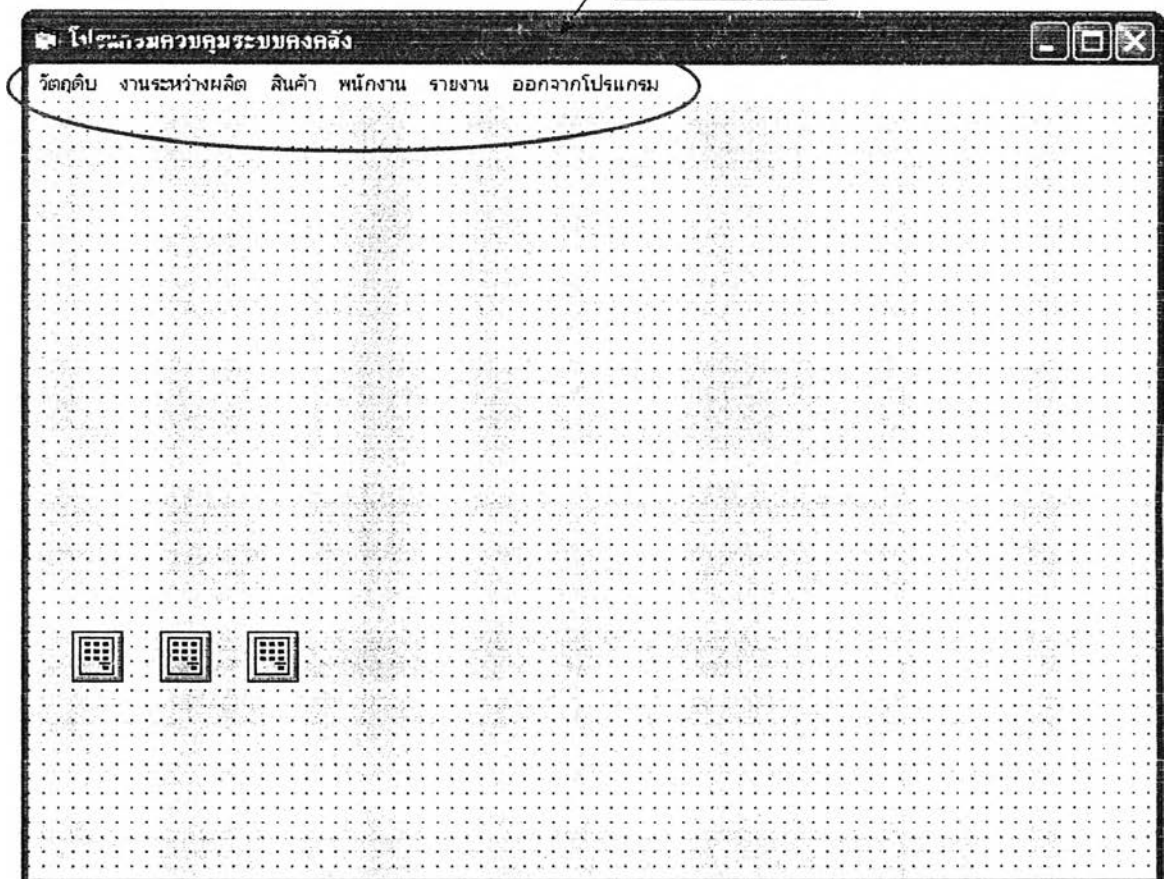 โปรแกรมควบคุมระบบคงคลัง
วัตถุดิบ งานระหว่างผลิต สินค้า พนักงาน รายงาน ออกจากโปรแกรม